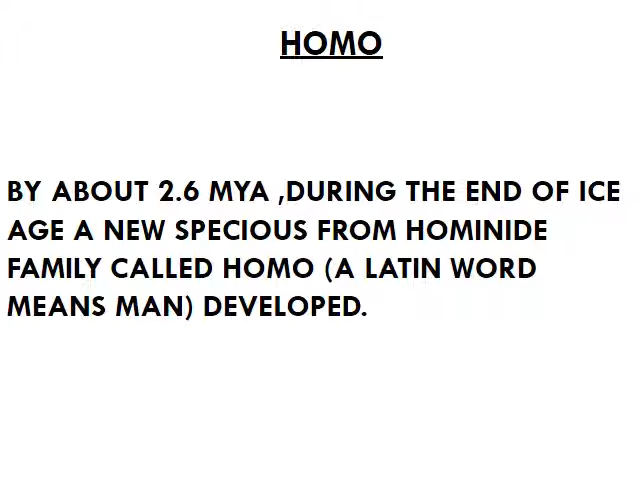 HOMO
BY ABOUT 2.6 MYA ,DURING THE END OF ICE
AGE A NEW SPECIOUS FROM HOMINIDE
FAMILY CALLED HOMO (A LATIN WORD
MEANS MAN) DEVELOPED.